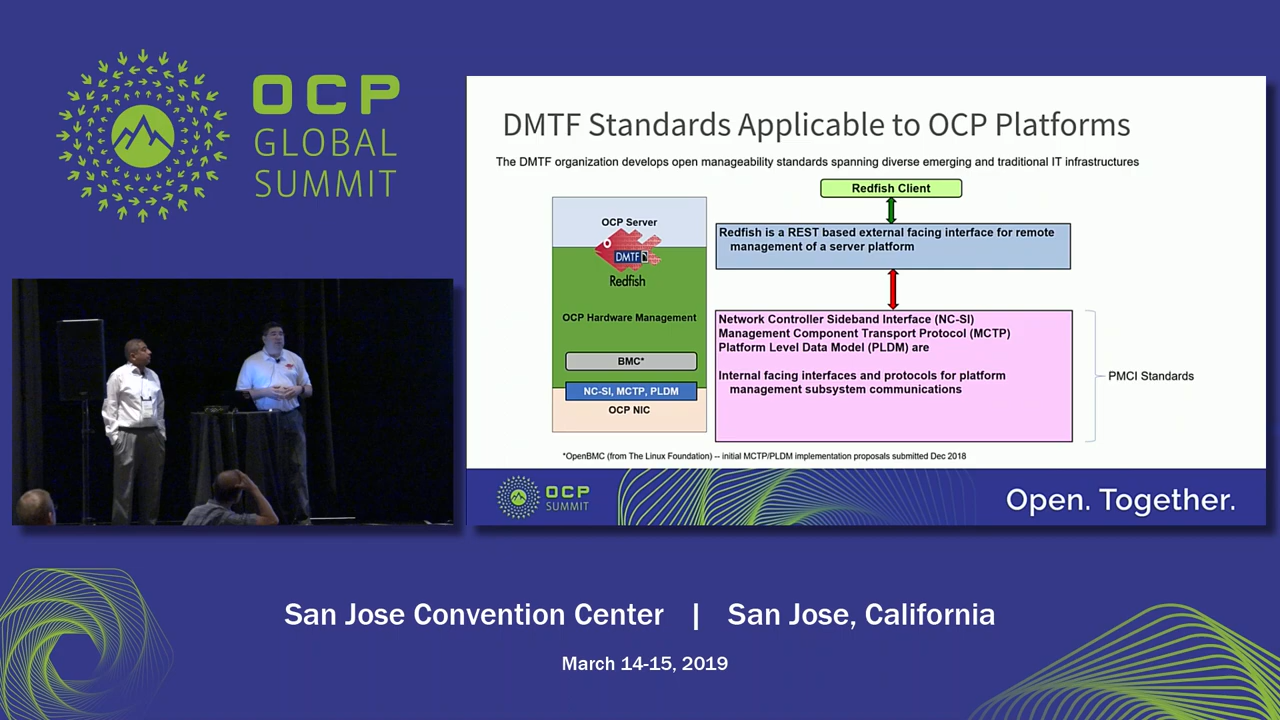 OCP
GLOBAL
SUMMIT
DMTF Standards Applicable to OCP Platforms
The DMTF organization develops open manageability standards spanning diverse emerging and traditional IT infrastructures
Redfish Client
OCP Server
DMTF
Redfish
OCP Hardware Management
BMC*
NC-SI, MCTP, PLDM
OCP NIC
Redfish is a REST based external facing interface for remote
management of a server platform
Network Controller Sideband Interface (NC-SI)
Management Component Transport Protocol (MCTP)
Platform Level Data Model (PLDM) are
Internal facing interfaces and protocols for platform
management subsystem communications
PMCI Standards
*OpenBMC (from The Linux Foundation) -- initial MCTP/PLDM implementation proposals submitted Dec 2018
OCP
SUMMIT
Open. Together.
San Jose Convention Center | San Jose, California
March 14-15, 2019